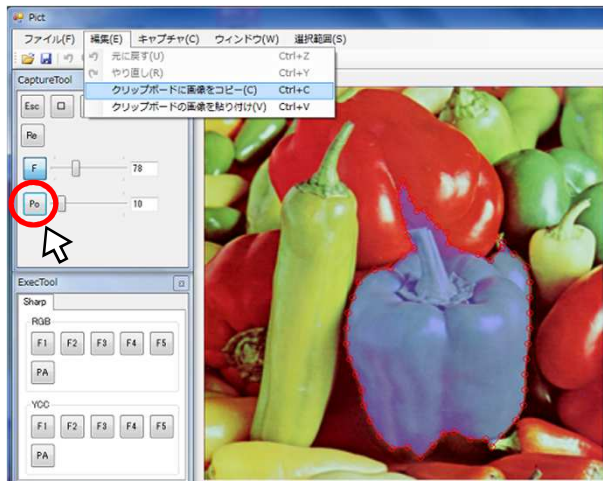 Pict
ファイル(F) 編集(E) キャプチャ(C) ウィンドウ(W) 選択範囲(S)
元に戻す(U) Ctrl+Z
やり直し(R) Ctrl+Y
クリップボードに画像をコピー(C) Ctrl+C
クリップボードの画像を貼り付け(V) Ctrl+V
CaptureTool
Esc □
Re
F 78
Po 10
ExecTool
Sharp
RGB
F1 F2 F3 F4 F5
PA
YCC
F1 F2 F3 F4 F5
PA